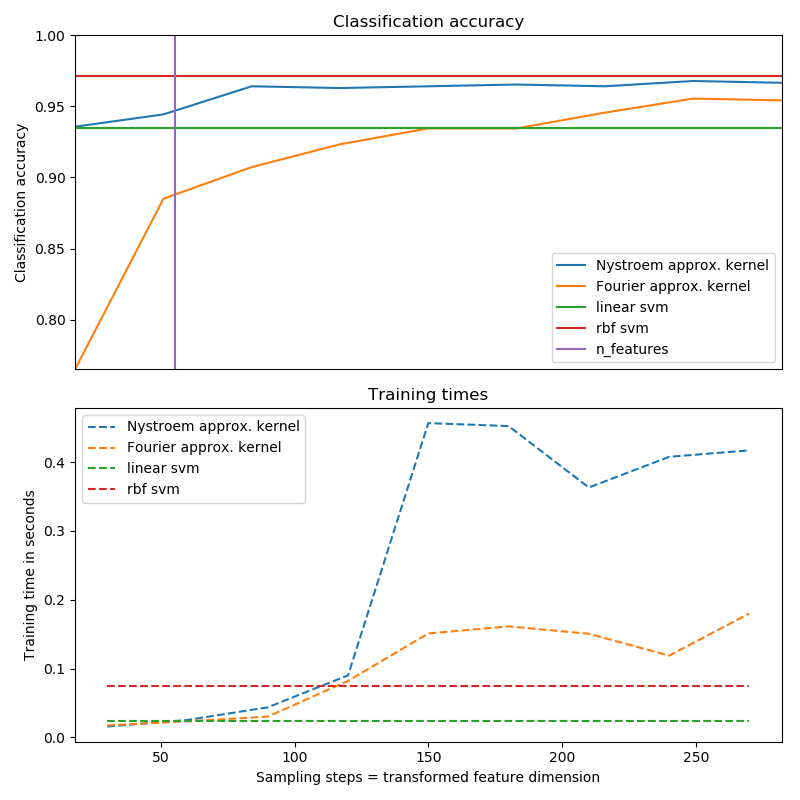 Classification accuracy
1.00
0.95
0.90
0.85
0.80
Classification accuracy
Nystroem approx. kernel
Fourier approx. kernel
linear svm
rbf svm
n_features
Training times
0.4
0.3
0.2
0.1
0.0
Training time in seconds
Nystroem approx. kernel
Fourier approx. kernel
linear svm
rbf svm
50 100 150 200 250
Sampling steps = transformed feature dimension